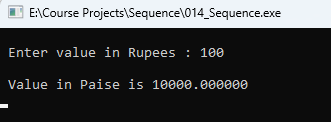 E:\Course Projects\Sequence\014_Sequence.exe
Enter value in Rupees : 100
Value in Paise is 10000.000000